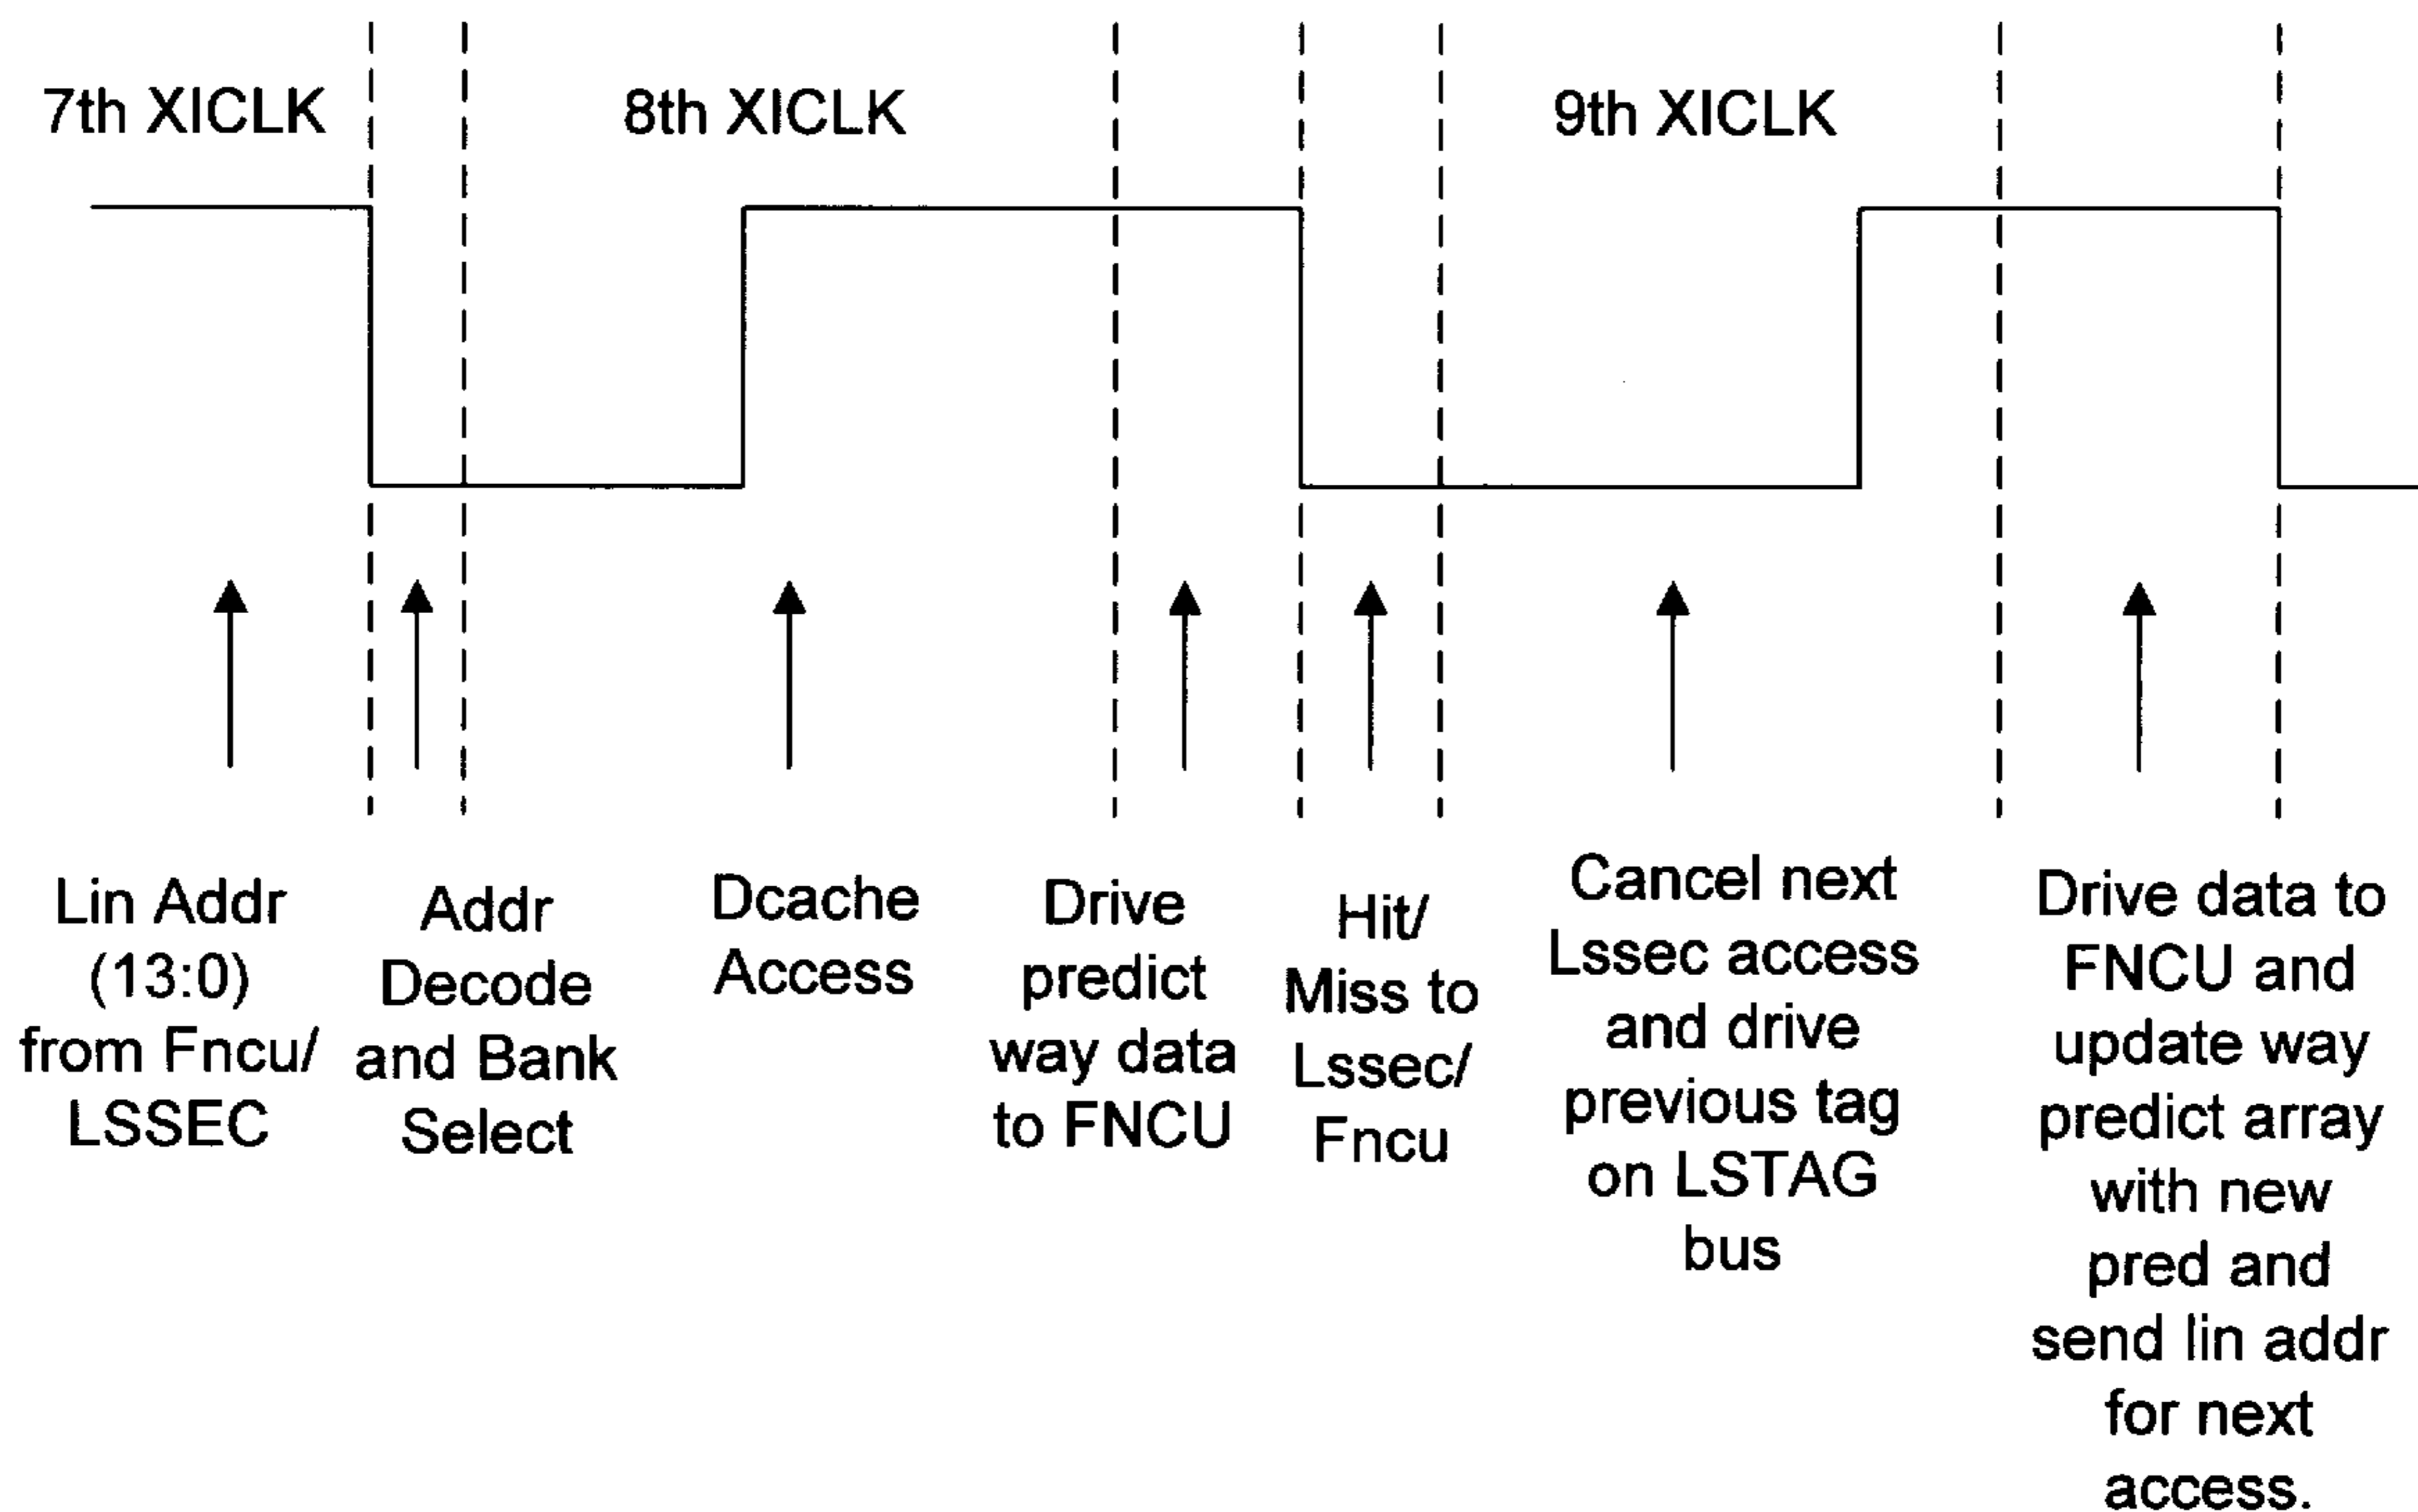 7th XICLK
8th XICLK
9th XICLK
Lin Addr
(13:0)
from Fncu/
LSSEC
Addr
Decode
and Bank
Select
Dcache
Access
Drive
predict
way data
to FNCU
Hit/
Miss to
Lssec/
Fncu
Cancel next
Lssec access
and drive
previous tag
on LSTAG
bus
Drive data to
FNCU and
update way
predict array
with new
pred and
send lin addr
for next
access.